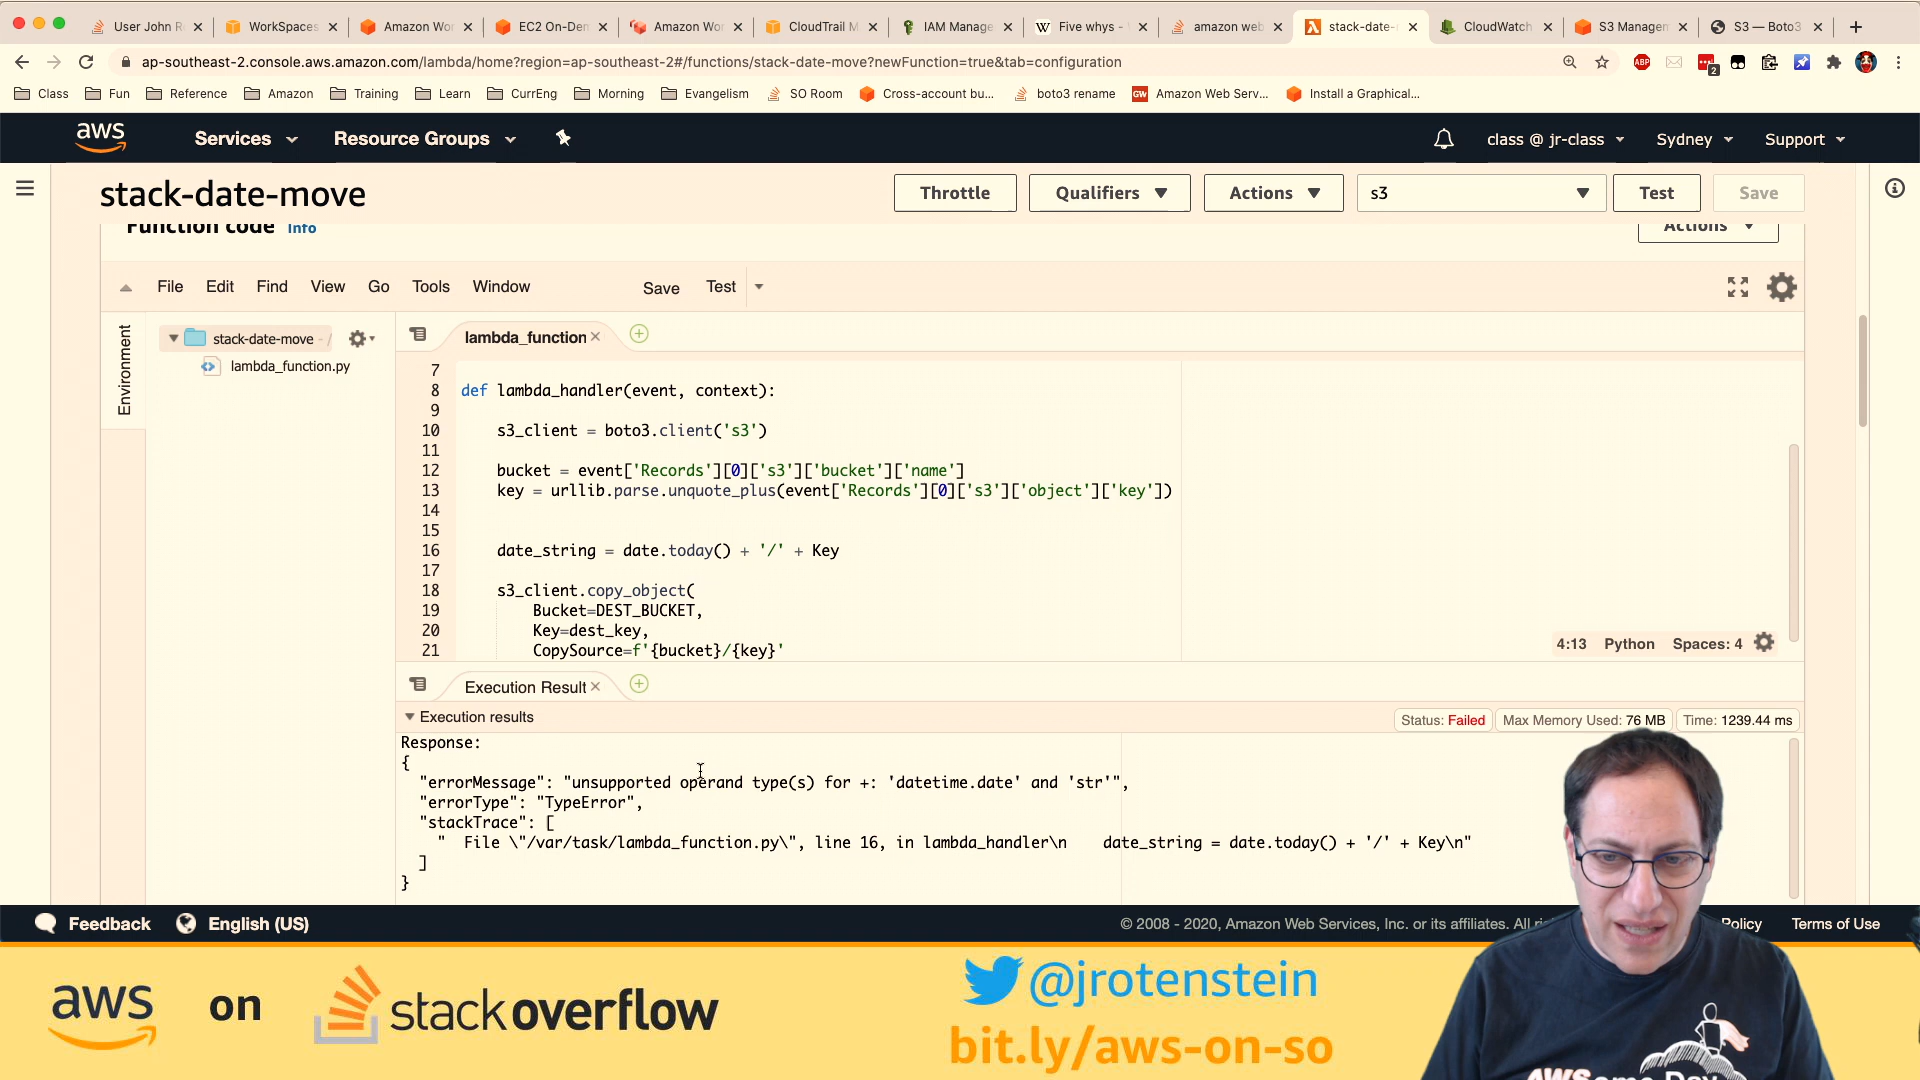 User John R
WorkSpaces
Amazon Wor
EC2 On-Dem
Amazon Wor
CloudTrail M
IAM Manage
Five whys -
amazon web
stack-date-
CloudWatch
S3 Managem
S3 — Boto3
ap-southeast-2.console.aws.amazon.com/lambda/home?region=ap-southeast-2#/functions/stack-date-move?newFunction=true&tab=configuration
ABP
2
Class
Fun
Reference
Amazon
Training
Learn
CurrEng
Morning
Evangelism
SO Room
Cross-account bu...
boto3 rename
GW
Amazon Web Serv...
Install a Graphical...
aws
Services
Resource Groups
class @ jr-class
Sydney
Support
stack-date-move
Throttle
Qualifiers
Actions
s3
Test
Save
Function code Info
Actions
File
Edit
Find
View
Go
Tools
Window
Save
Test
Environment
stack-date-move - /
lambda_function.py
lambda_function
7
8 def lambda_handler(event, context):
9
10 s3_client = boto3.client('s3')
11
12 bucket = event['Records'][0]['s3']['bucket']['name']
13 key = urllib.parse.unquote_plus(event['Records'][0]['s3']['object']['key'])
14
15
16 date_string = date.today() + '/' + Key
17
18 s3_client.copy_object(
19 Bucket=DEST_BUCKET,
20 Key=dest_key,
21 CopySource=f'{bucket}/{key}'
4:13 Python Spaces: 4
Execution Result
Execution results
Status: Failed
Max Memory Used: 76 MB
Time: 1239.44 ms
Response:
{
"errorMessage": "unsupported operand type(s) for +: 'datetime.date' and 'str'",
"errorType": "TypeError",
"stackTrace": [
" File \"/var/task/lambda_function.py\", line 16, in lambda_handler\n date_string = date.today() + '/' + Key\n"
]
}
Feedback
English (US)
© 2008 - 2020, Amazon Web Services, Inc. or its affiliates. All ri
Policy
Terms of Use
aws on stackoverflow
@jrotenstein
bit.ly/aws-on-so
AWSome Day